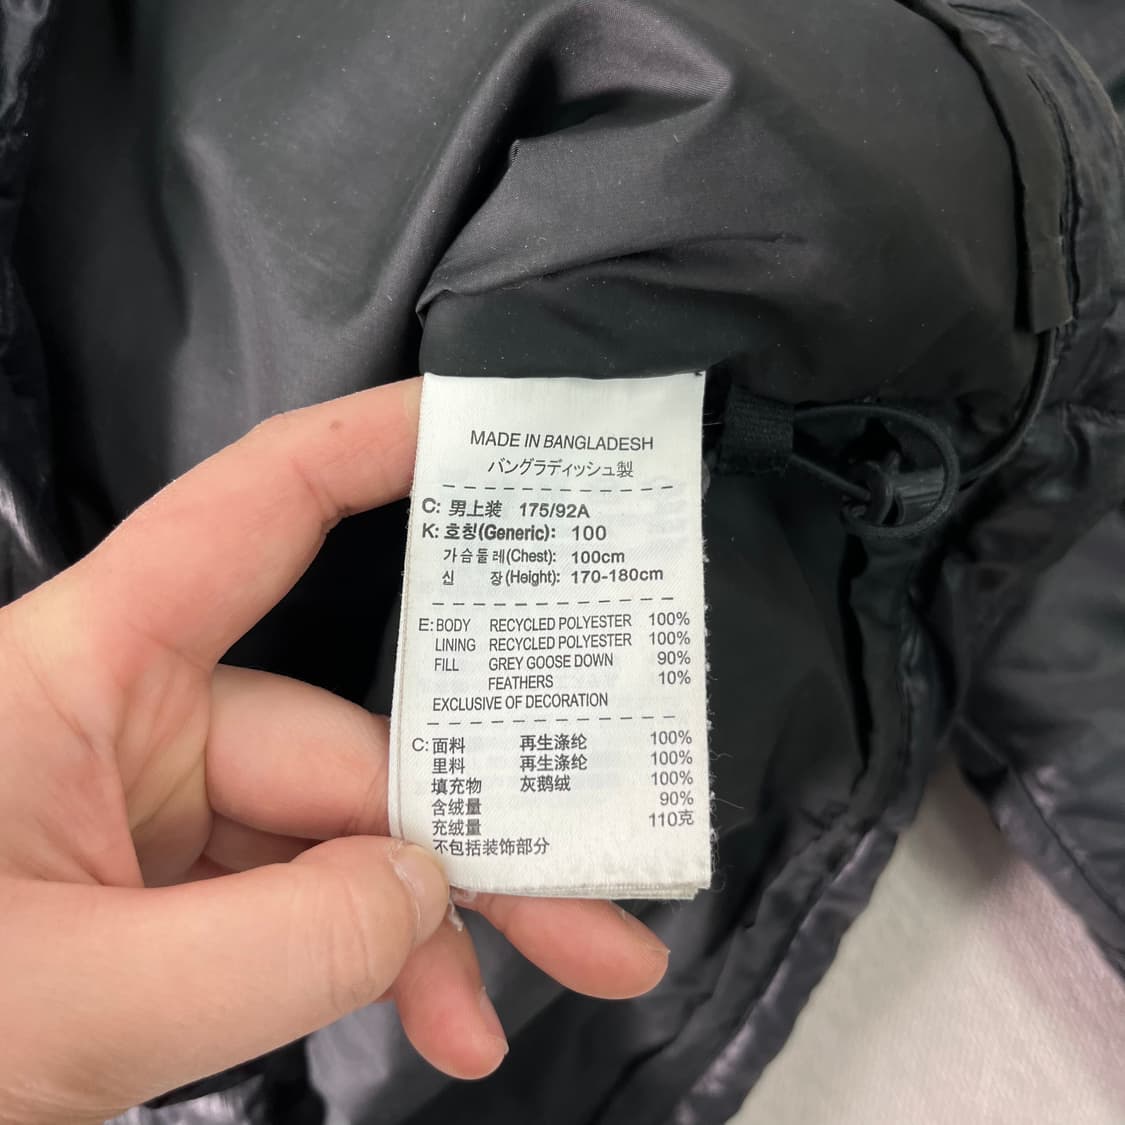 MADE IN BANGLADESH
バングラディッシュ製
C: 男上装 175/92A
K: 호칭(Generic): 100
가슴둘레(Chest): 100cm
신 장(Height): 170-180cm
E: BODY RECYCLED POLYESTER 100%
LINING RECYCLED POLYESTER 100%
FILL GREY GOOSE DOWN 90%
FEATHERS 10%
EXCLUSIVE OF DECORATION
C: 面料 再生涤纶 100%
里料 再生涤纶 100%
填充物 灰鹅绒 100%
含绒量 90%
充绒量 110克
不包括装饰部分